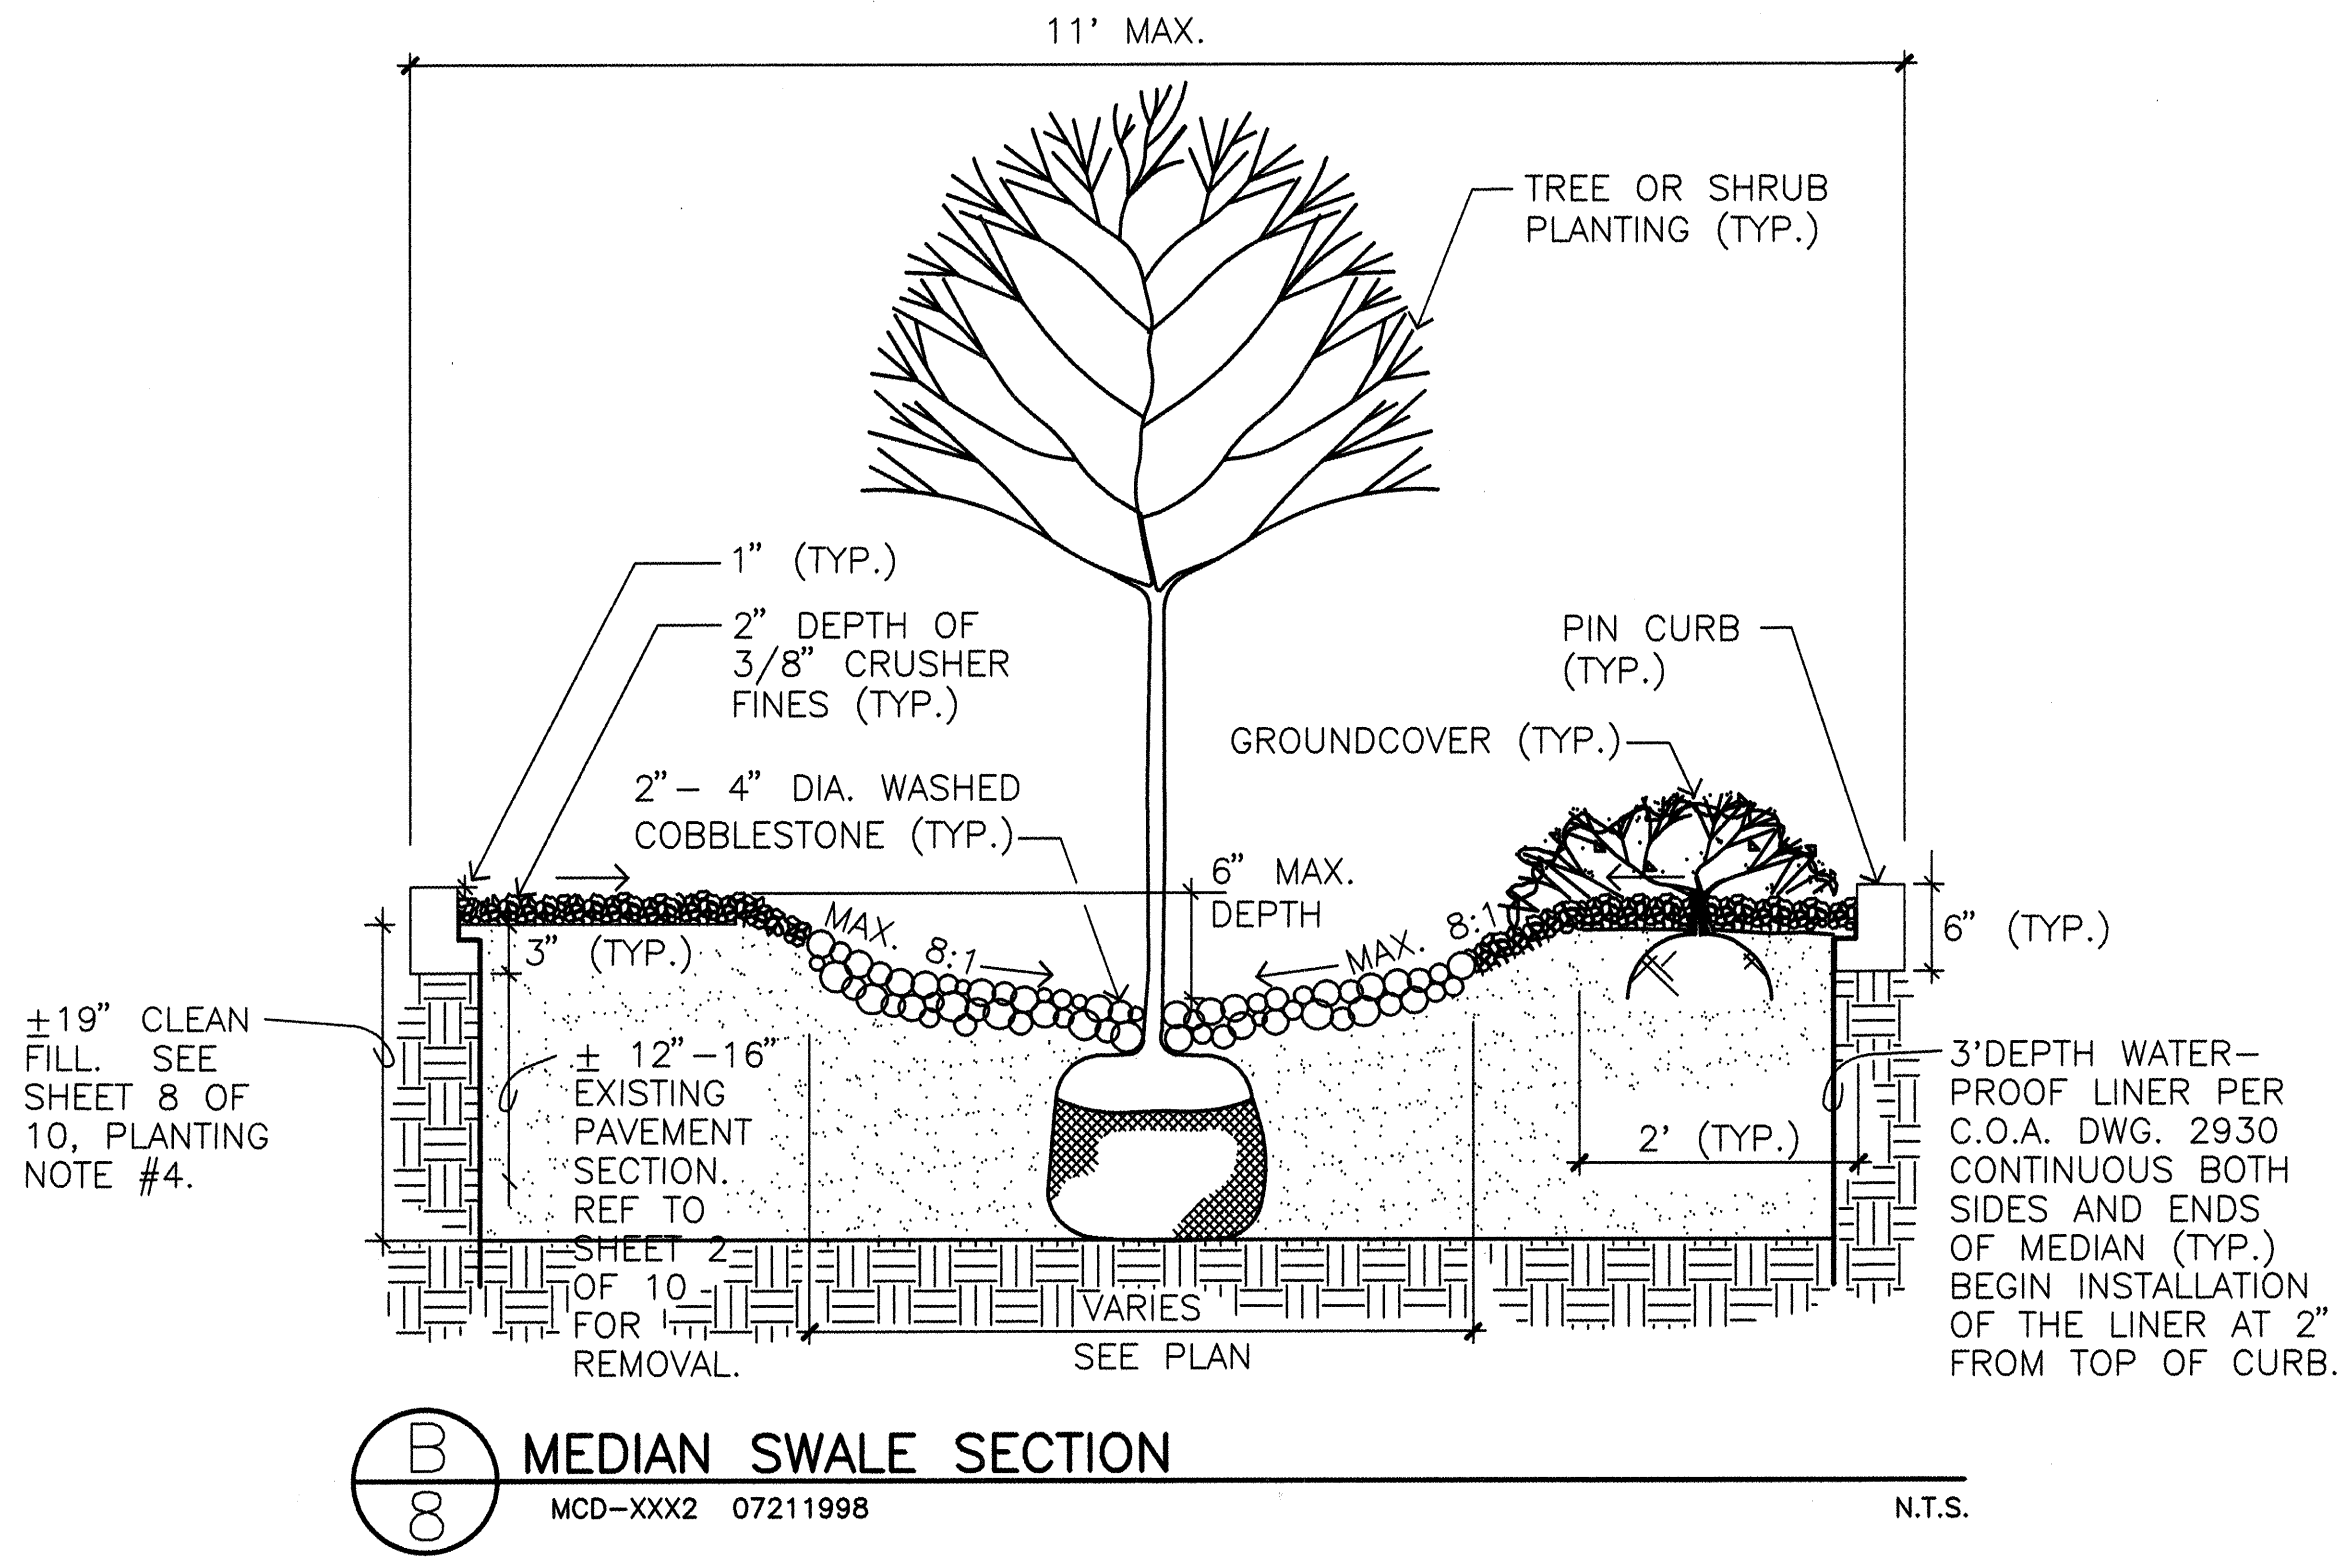 11' MAX.
TREE OR SHRUB
PLANTING (TYP.)
1" (TYP.)
2" DEPTH OF
3/8" CRUSHER
FINES (TYP.)
PIN CURB
(TYP.)
GROUNDCOVER (TYP.)
2"- 4" DIA. WASHED
COBBLESTONE (TYP.)
6" MAX.
DEPTH
MAX. 8:1
MAX. 8:1
3" (TYP.)
6" (TYP.)
±19" CLEAN
FILL. SEE
SHEET 8 OF
10, PLANTING
NOTE #4.
± 12"-16"
EXISTING
PAVEMENT
SECTION.
REF TO
SHEET 2
OF 10
FOR
REMOVAL.
2' (TYP.)
3'DEPTH WATER-
PROOF LINER PER
C.O.A. DWG. 2930
CONTINUOUS BOTH
SIDES AND ENDS
OF MEDIAN (TYP.)
BEGIN INSTALLATION
OF THE LINER AT 2"
FROM TOP OF CURB.
VARIES
SEE PLAN
B
8
MEDIAN SWALE SECTION
MCD-XXX2 07211998
N.T.S.